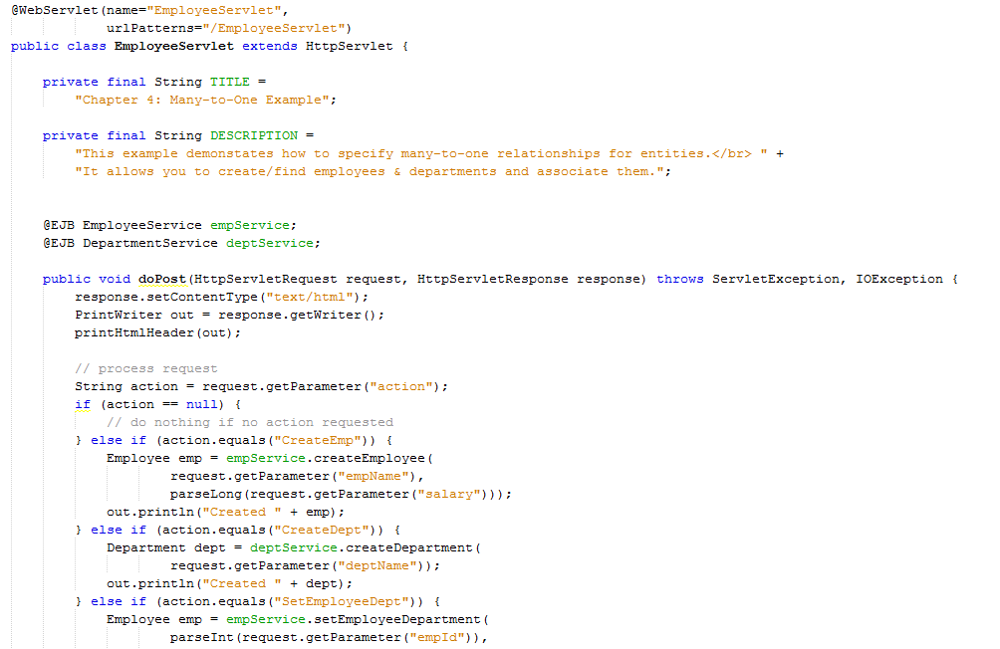 @WebServlet(name="EmployeeServlet",
            urlPatterns="/EmployeeServlet")
public class EmployeeServlet extends HttpServlet {
    private final String TITLE =
        "Chapter 4: Many-to-One Example";
    private final String DESCRIPTION =
        "This example demonstates how to specify many-to-one relationships for entities.</br> " +
        "It allows you to create/find employees & departments and associate them.";
    @EJB EmployeeService empService;
    @EJB DepartmentService deptService;
    public void doPost(HttpServletRequest request, HttpServletResponse response) throws ServletException, IOException {
        response.setContentType("text/html");
        PrintWriter out = response.getWriter();
        printHtmlHeader(out);
        // process request
        String action = request.getParameter("action");
        if (action == null) {
            // do nothing if no action requested
        } else if (action.equals("CreateEmp")) {
            Employee emp = empService.createEmployee(
                    request.getParameter("empName"),
                    parseLong(request.getParameter("salary")));
            out.println("Created " + emp);
        } else if (action.equals("CreateDept")) {
            Department dept = deptService.createDepartment(
                    request.getParameter("deptName"));
            out.println("Created " + dept);
        } else if (action.equals("SetEmployeeDept")) {
            Employee emp = empService.setEmployeeDepartment(
                    parseInt(request.getParameter("empId")),